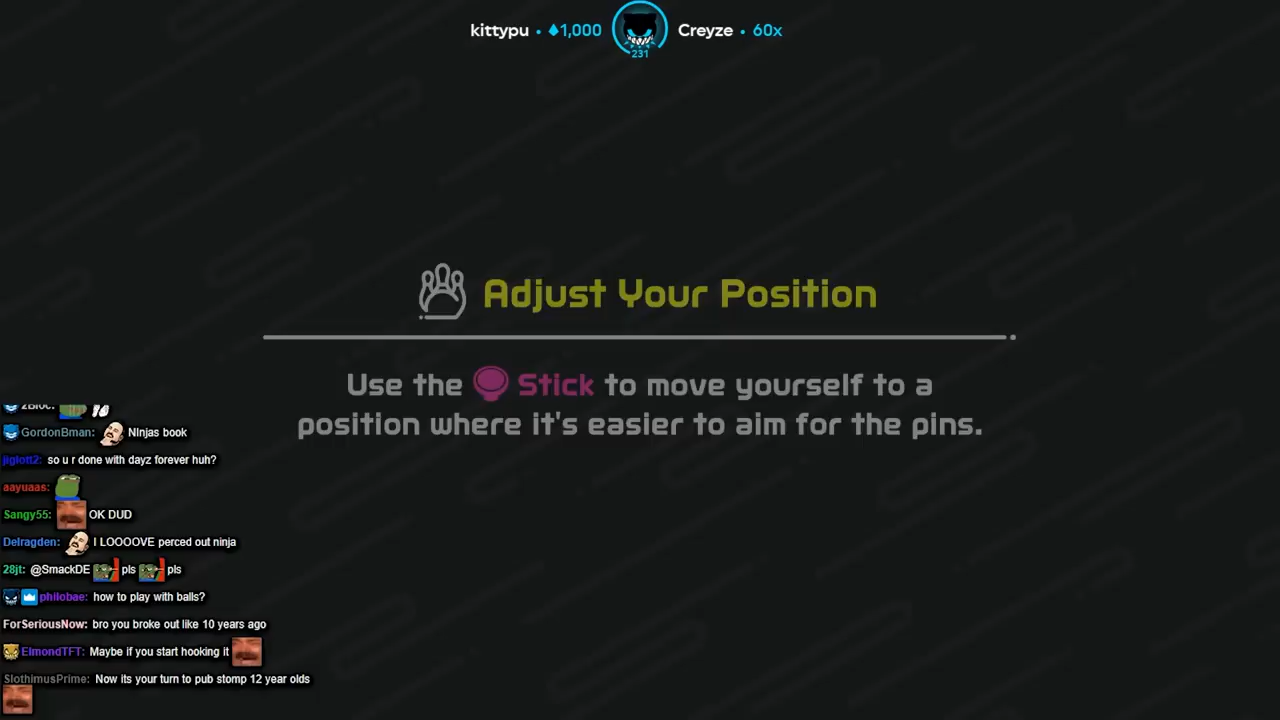 kittypu • 1,000 Creyze • 60x
231
Adjust Your Position
Use the Stick to move yourself to a
position where it's easier to aim for the pins.
GordonBman: NInjas book
jiglott2: so u r done with dayz forever huh?
aayuaas:
Sangy55: OK DUD
Delragden: I LOOOOVE perced out ninja
28jt: @SmackDE pls pls
philobae: how to play with balls?
ForSeriousNow: bro you broke out like 10 years ago
ElmondTFT: Maybe if you start hooking it
SlothimusPrime: Now its your turn to pub stomp 12 year olds